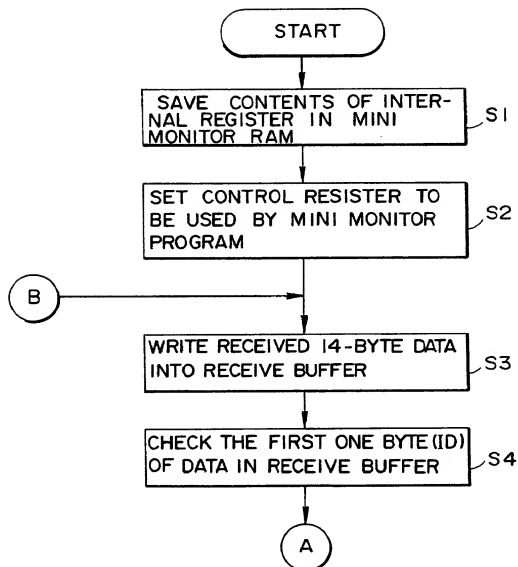 START
SAVE CONTENTS OF INTER-
NAL REGISTER IN MINI
MONITOR RAM
S1
SET CONTROL RESISTER TO
BE USED BY MINI MONITOR
PROGRAM
S2
B
WRITE RECEIVED 14-BYTE DATA
INTO RECEIVE BUFFER
S3
CHECK THE FIRST ONE BYTE(ID)
OF DATA IN RECEIVE BUFFER
S4
A